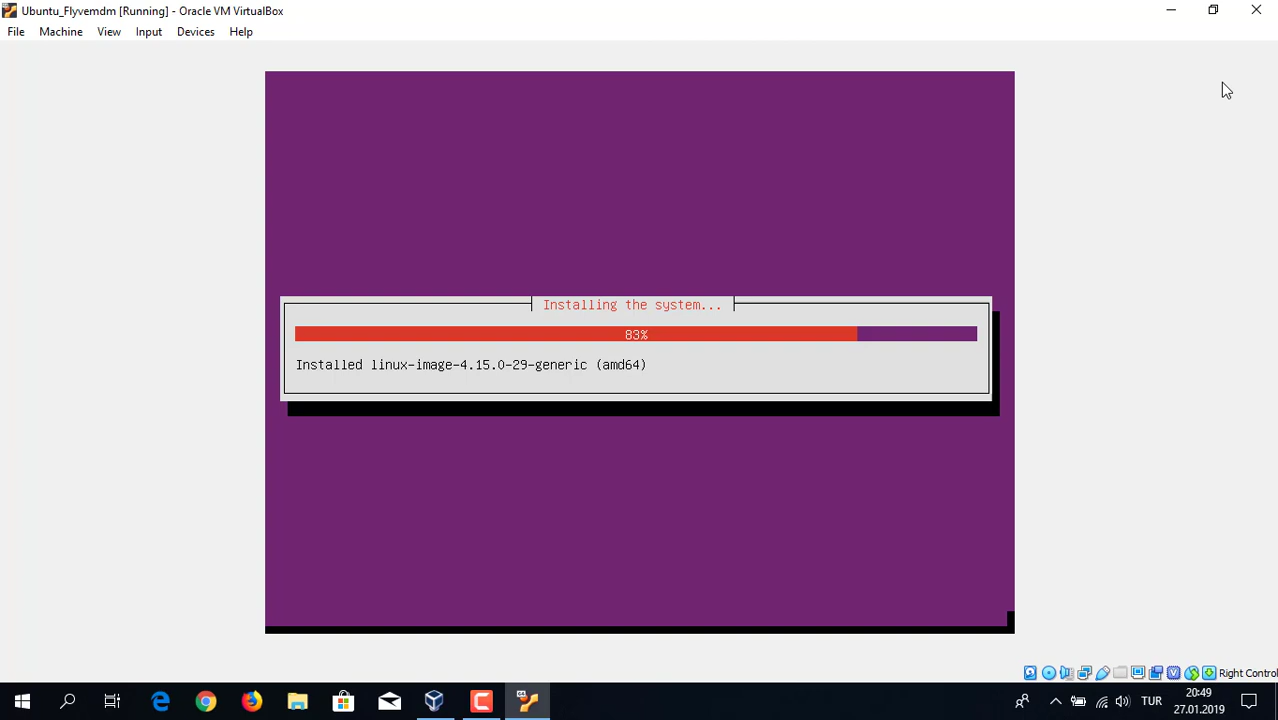 Ubuntu_Flyvemdm [Running] - Oracle VM VirtualBox
File Machine View Input Devices Help
Installing the system...
83%
Installed linux-image-4.15.0-29-generic (amd64)
Right Control
TUR
20:49
27.01.2019